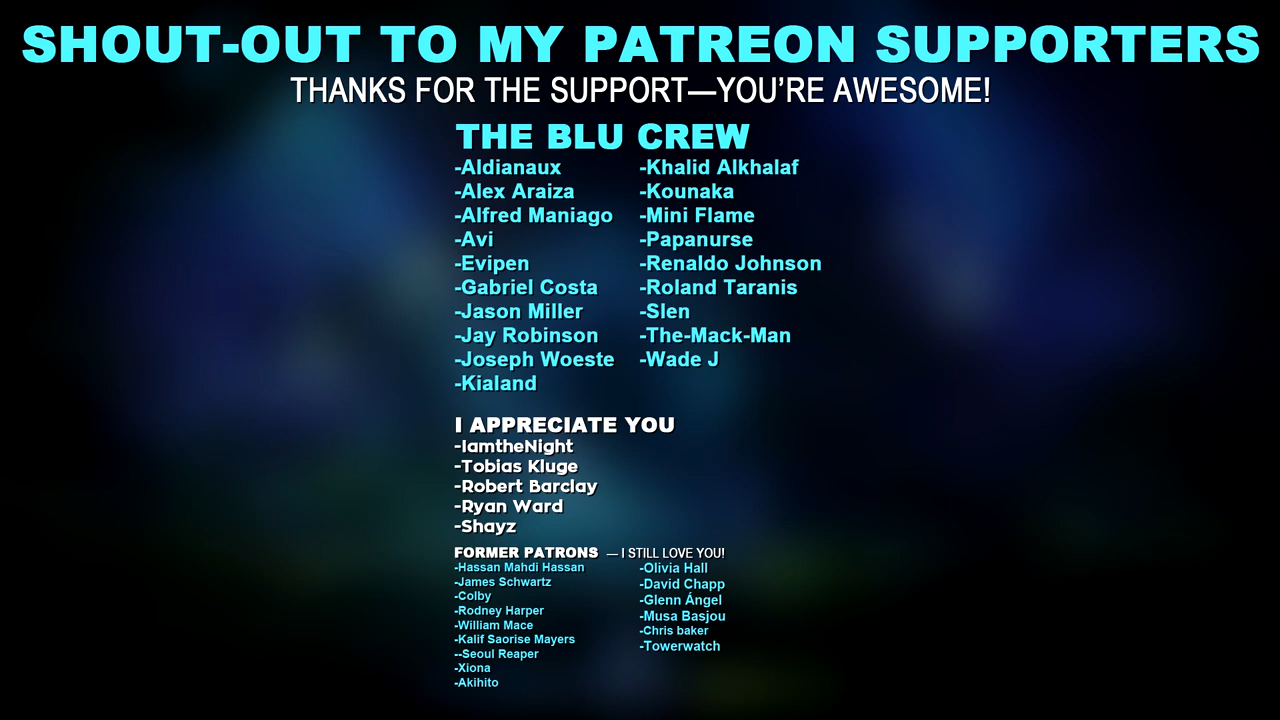 SHOUT-OUT TO MY PATREON SUPPORTERS
THANKS FOR THE SUPPORT—YOU'RE AWESOME!
THE BLU CREW
-Aldianaux
-Alex Araiza
-Alfred Maniago
-Avi
-Evipen
-Gabriel Costa
-Jason Miller
-Jay Robinson
-Joseph Woeste
-Kialand
-Khalid Alkhalaf
-Kounaka
-Mini Flame
-Papanurse
-Renaldo Johnson
-Roland Taranis
-Slen
-The-Mack-Man
-Wade J
I APPRECIATE YOU
-IamtheNight
-Tobias Kluge
-Robert Barclay
-Ryan Ward
-Shayz
FORMER PATRONS — I STILL LOVE YOU!
-Hassan Mahdi Hassan
-James Schwartz
-Colby
-Rodney Harper
-William Mace
-Kalif Saorise Mayers
--Seoul Reaper
-Xiona
-Akihito
-Olivia Hall
-David Chapp
-Glenn Ángel
-Musa Basjou
-Chris baker
-Towerwatch